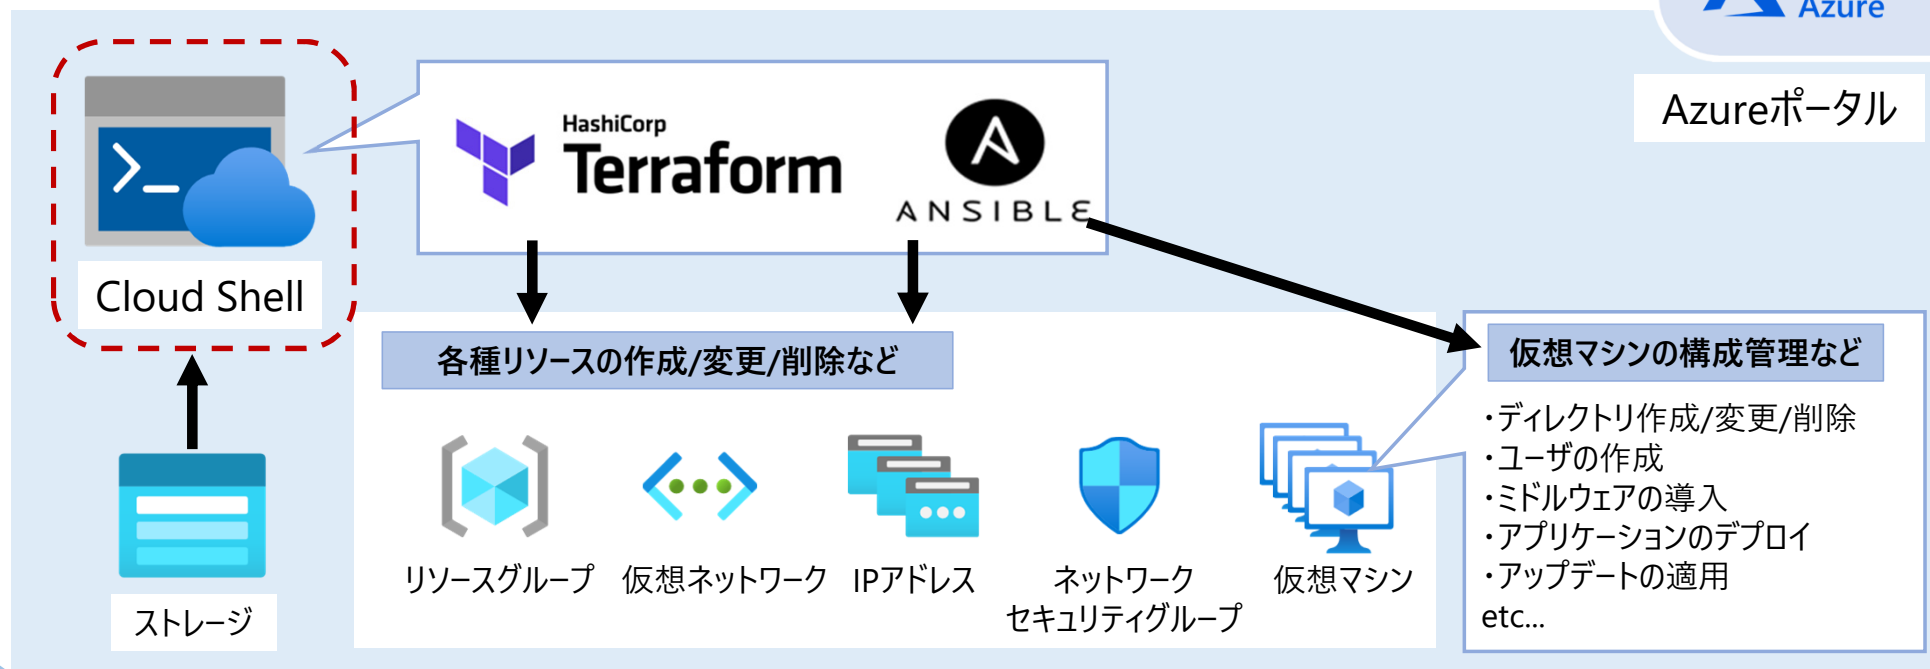 Azure
Azureポータル
HashiCorp
Terraform
ANSIBLE
Cloud Shell
各種リソースの作成/変更/削除など
仮想マシンの構成管理など
・ディレクトリ作成/変更/削除
・ユーザの作成
・ミドルウェアの導入
・アプリケーションのデプロイ
・アップデートの適用
etc...
リソースグループ
仮想ネットワーク
IPアドレス
ネットワーク
セキュリティグループ
仮想マシン
ストレージ